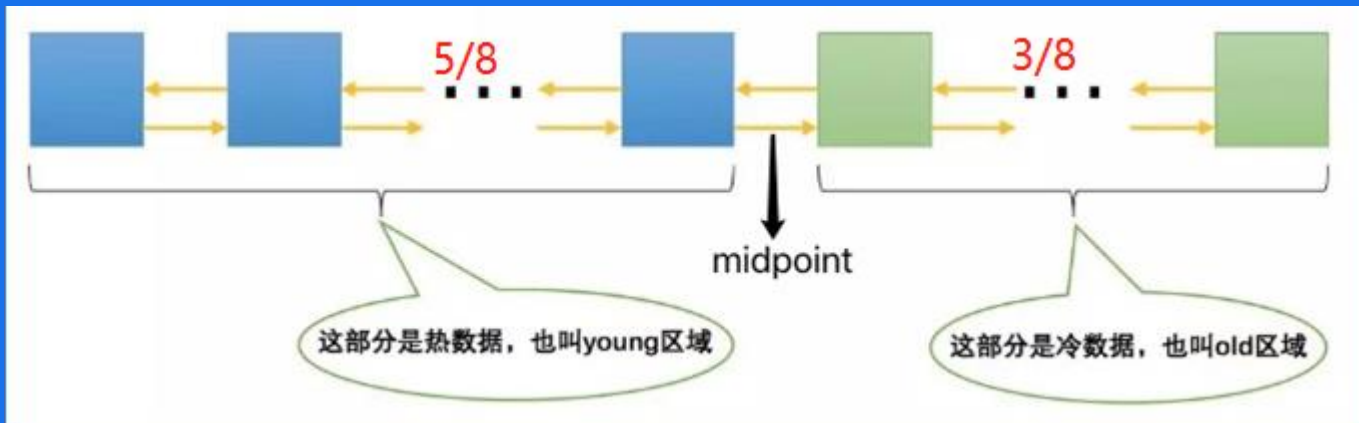 5/8
3/8
midpoint
这部分是热数据，也叫young区域
这部分是冷数据，也叫old区域